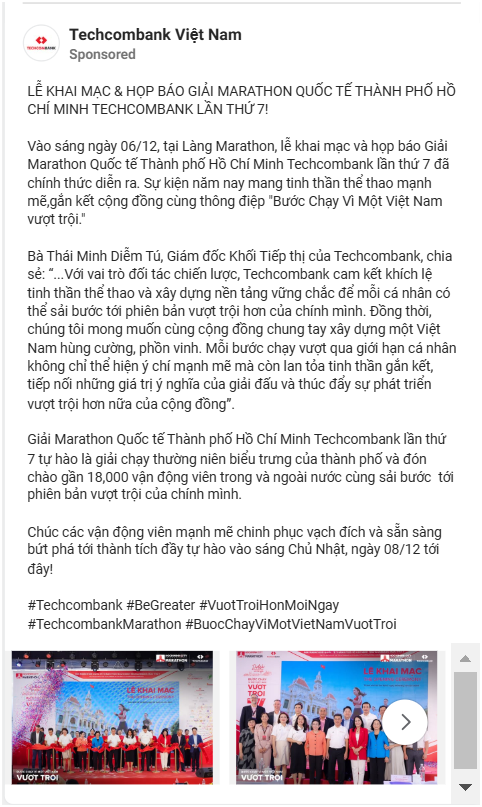 Techcombank Việt Nam
Sponsored
LỄ KHAI MẠC & HỌP BÁO GIẢI MARATHON QUỐC TẾ THÀNH PHỐ HỒ
CHÍ MINH TECHCOMBANK LẦN THỨ 7!
Vào sáng ngày 06/12, tại Làng Marathon, lễ khai mạc và họp báo Giải
Marathon Quốc tế Thành phố Hồ Chí Minh Techcombank lần thứ 7 đã
chính thức diễn ra. Sự kiện năm nay mang tinh thần thể thao mạnh
mẽ,gắn kết cộng đồng cùng thông điệp "Bước Chạy Vì Một Việt Nam
vượt trội."
Bà Thái Minh Diễm Tú, Giám đốc Khối Tiếp thị của Techcombank, chia
sẻ: “...Với vai trò đối tác chiến lược, Techcombank cam kết khích lệ
tinh thần thể thao và xây dựng nền tảng vững chắc để mỗi cá nhân có
thể sải bước tới phiên bản vượt trội hơn của chính mình. Đồng thời,
chúng tôi mong muốn cùng cộng đồng chung tay xây dựng một Việt
Nam hùng cường, phồn vinh. Mỗi bước chạy vượt qua giới hạn cá nhân
không chỉ thể hiện ý chí mạnh mẽ mà còn lan tỏa tinh thần gắn kết,
tiếp nối những giá trị ý nghĩa của giải đấu và thúc đẩy sự phát triển
vượt trội hơn nữa của cộng đồng”.
Giải Marathon Quốc tế Thành phố Hồ Chí Minh Techcombank lần thứ
7 tự hào là giải chạy thường niên biểu trưng của thành phố và đón
chào gần 18,000 vận động viên trong và ngoài nước cùng sải bước  tới
phiên bản vượt trội của chính mình.
Chúc các vận động viên mạnh mẽ chinh phục vạch đích và sẵn sàng
bứt phá tới thành tích đầy tự hào vào sáng Chủ Nhật, ngày 08/12 tới
đây!
#Techcombank #BeGreater #VuotTroiHonMoiNgay
#TechcombankMarathon #BuocChayViMotVietNamVuotTroi
MARATHON
LỄ KHAI MẠC
VƯỢT TRỘI
MARATHON
LỄ KHAI MẠC
VƯỢT TRỘI